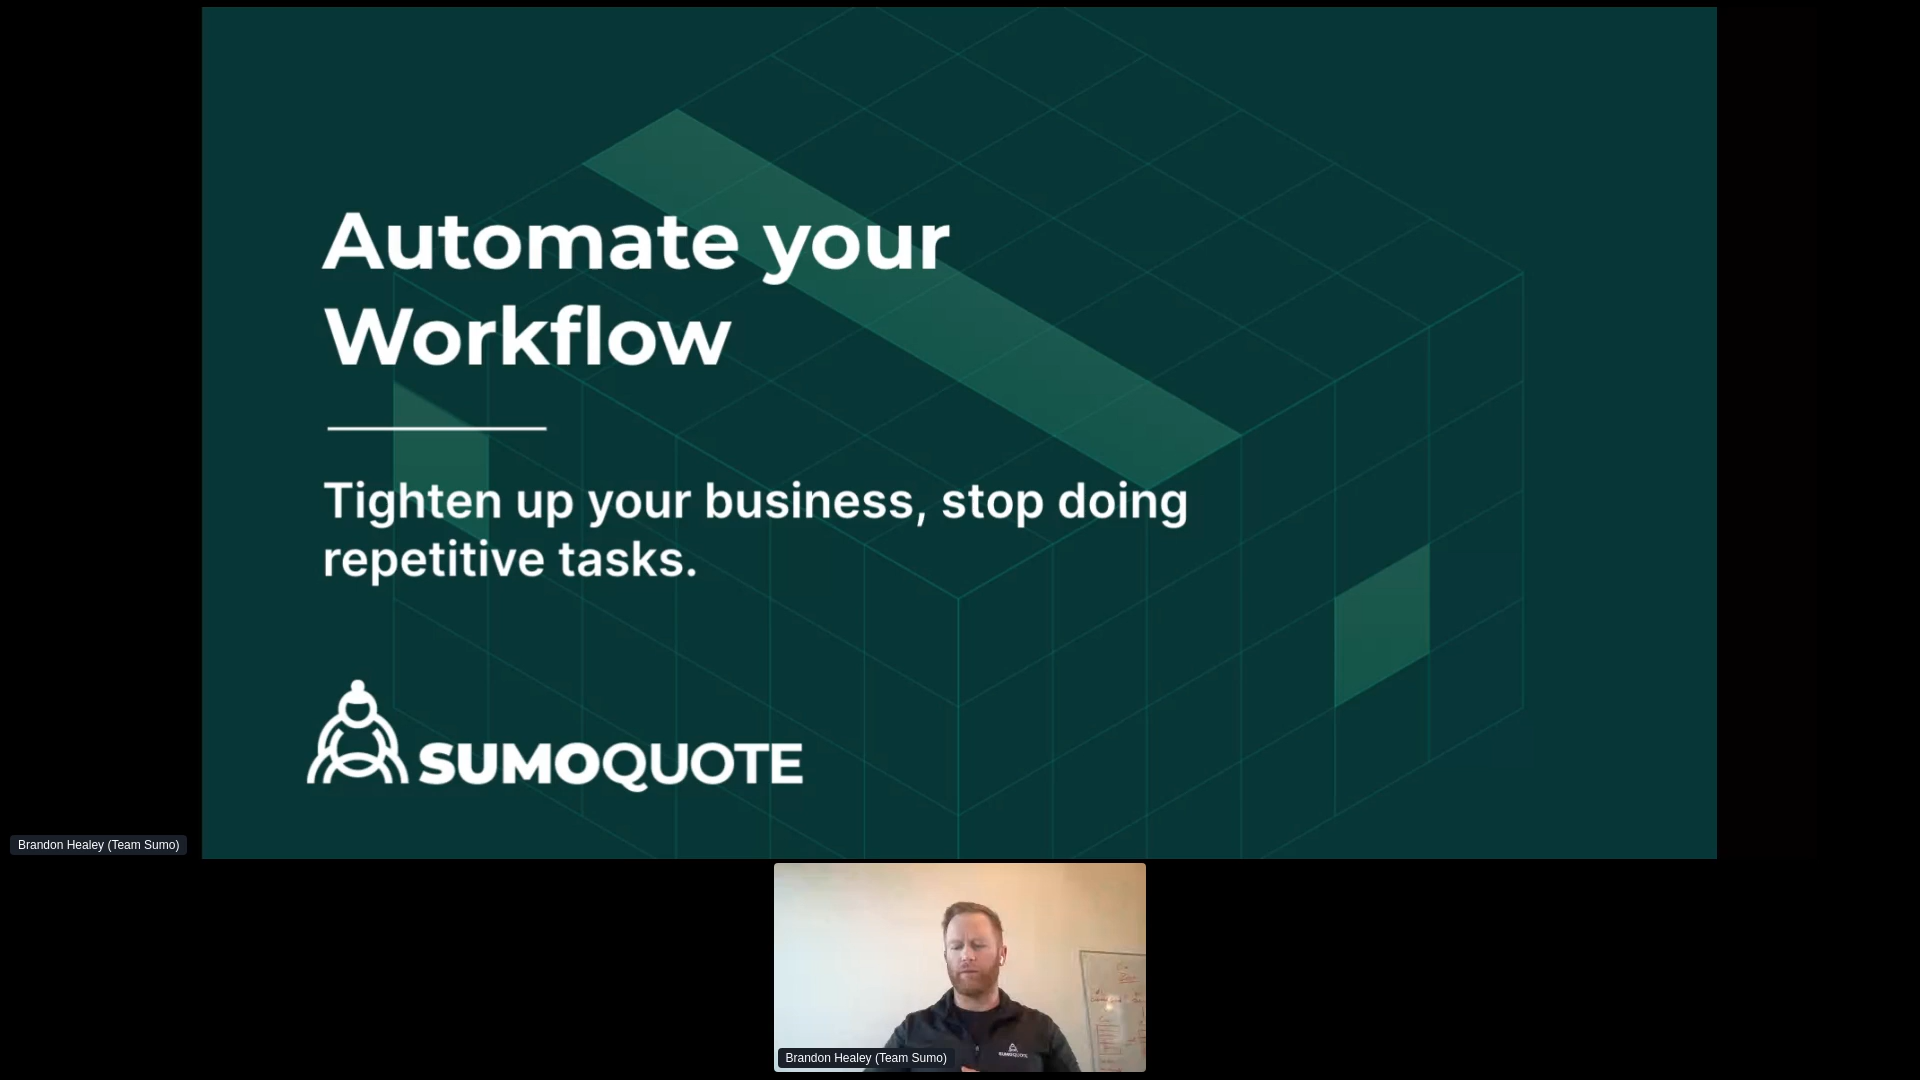 Automate your
Workflow
Tighten up your business, stop doing
repetitive tasks.
SUMOQUOTE
Brandon Healey (Team Sumo)
Brandon Healey (Team Sumo)
SUMOQUOTE